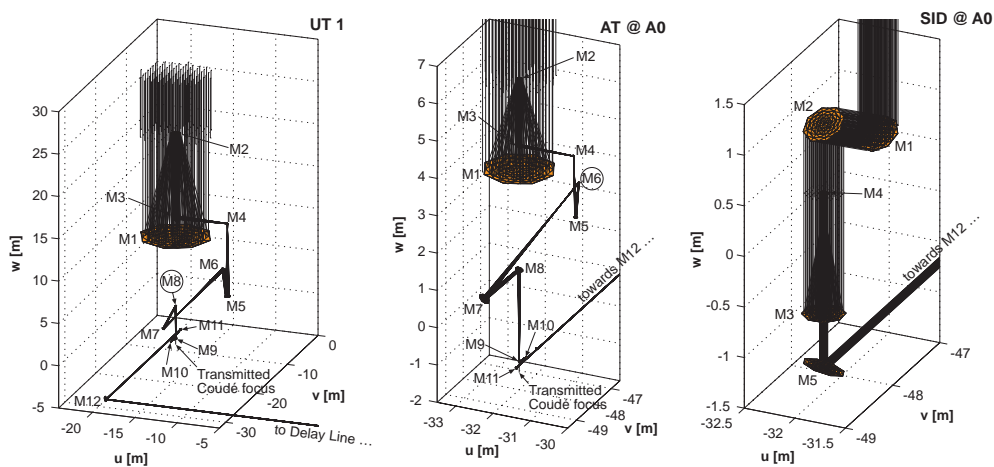 UT 1
30
25
20
15
10
5
0
-5
w [m]
M2
M3
M4
M1
M6
M8
M5
M7
M11
M9
M10
Transmitted
Coudé focus
M12
to Delay Line ...
0
-10
-20
-30
v [m]
-20
-15
-10
-5
u [m]
AT @ A0
7
6
5
4
3
2
1
0
-1
-2
w [m]
M2
M3
M4
M1
M6
M5
M8
M7
towards M12 ...
M10
M9
M11
Transmitted
Coudé focus
-47
-48
-49
v [m]
-33
-32
-31
-30
u [m]
SID @ A0
1.5
1
0.5
0
-0.5
-1
-1.5
w [m]
M2
M1
M4
towards M12 ...
M3
M5
-47
-48
-49
v [m]
-32.5
-32
-31.5
u [m]